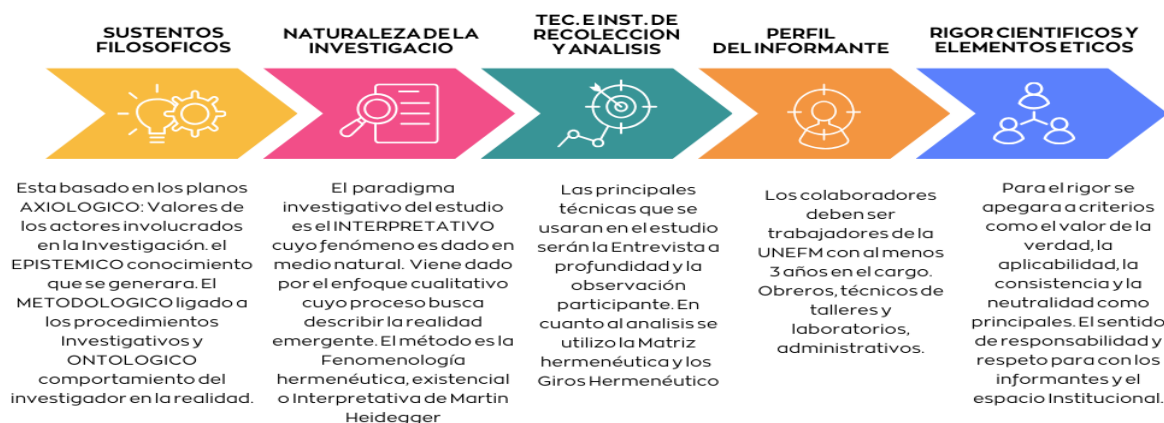 SUSTENTOS
FILOSOFICOS
Esta basado en los planos
AXIOLOGICO: Valores de
los actores involucrados
en la Investigación. el
EPISTEMICO conocimiento
que se generara. El
METODOLOGICO ligado a
los procedimientos
Investigativos y
ONTOLOGICO
comportamiento del
investigador en la realidad.
NATURALEZA DE LA
INVESTIGACIO
El paradigma
investigativo del estudio
es el INTERPRETATIVO
cuyo fenómeno es dado en
medio natural. Viene dado
por el enfoque cualitativo
cuyo proceso busca
describir la realidad
emergente. El método es la
Fenomenología
hermenéutica, existencial
o Interpretativa de Martin
Heidegger
TEC. E INST. DE
RECOLECCION
Y ANALISIS
Las principales
técnicas que se
usaran en el estudio
serán la Entrevista a
profundidad y la
observación
participante. En
cuanto al analisis se
utilizo la Matriz
hermenéutica y los
Giros Hermenéutico
PERFIL
DEL INFORMANTE
Los colaboradores
deben ser
trabajadores de la
UNEFM con al menos
3 años en el cargo.
Obreros, técnicos de
talleres y
laboratorios,
administrativos.
RIGOR CIENTIFICOS Y
ELEMENTOS ETICOS
Para el rigor se
apegara a criterios
como el valor de la
verdad, la
aplicabilidad, la
consistencia y la
neutralidad como
principales. El sentido
de responsabilidad y
respeto para con los
informantes y el
espacio Institucional.